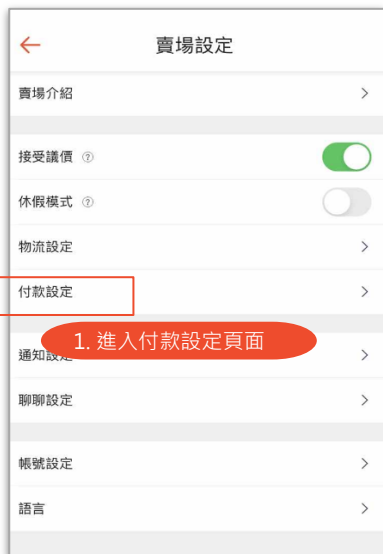 賣場設定
賣場介紹
接受議價
休假模式
物流設定
付款設定
1. 進入付款設定頁面
通知設定
聊聊設定
帳號設定
語言